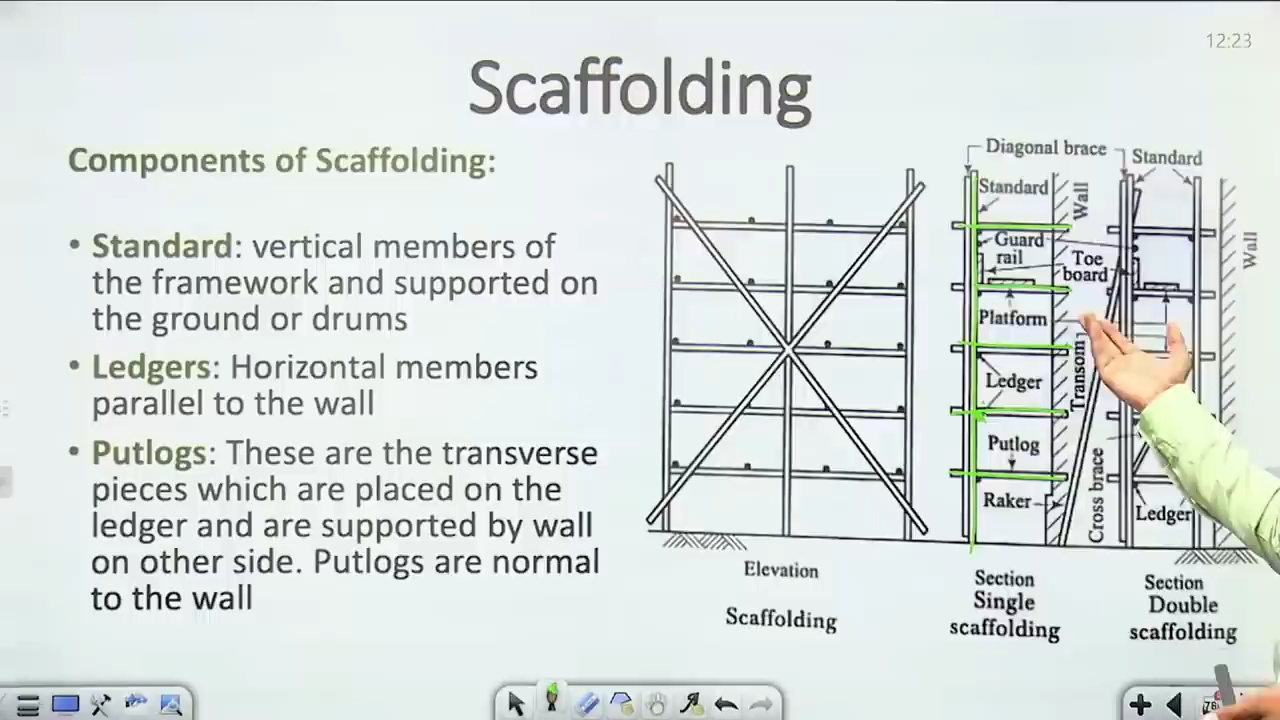 12:23
Scaffolding
Components of Scaffolding:
• Standard: vertical members of
the framework and supported on
the ground or drums
• Ledgers: Horizontal members
parallel to the wall
• Putlogs: These are the transverse
pieces which are placed on the
ledger and are supported by wall
on other side. Putlogs are normal
to the wall
Elevation
Scaffolding
Diagonal brace
Standard
Standard
Wall
Guard
rail
Toe
board
Wall
Platform
Transom
Ledger
Putlog
Raker
Cross brace
Ledger
Section
Single
scaffolding
Section
Double
scaffolding